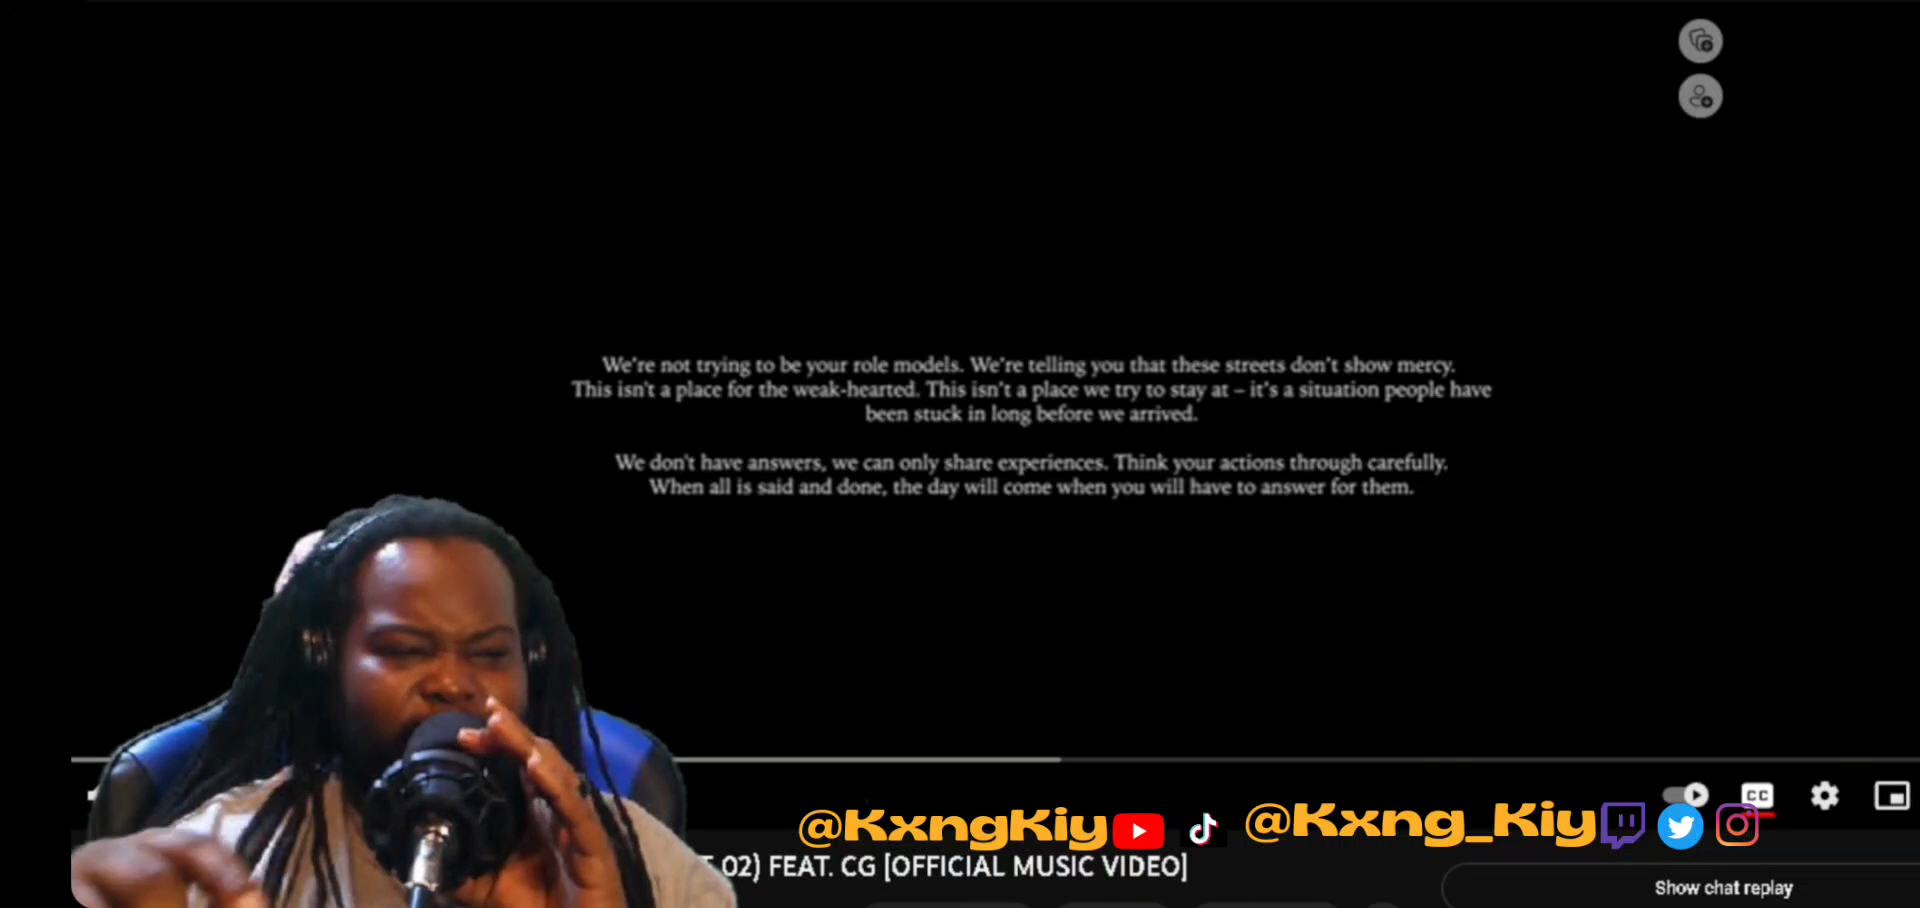 We're not trying to be your role models. We're telling you that these streets don't show mercy.
This isn't a place for the weak-hearted. This isn't a place we try to stay at – it's a situation people have
been stuck in long before we arrived.
We don't have answers, we can only share experiences. Think your actions through carefully.
When all is said and done, the day will come when you will have to answer for them.
CC
@KxngKiy @Kxng_Kiy
02) FEAT. CG [OFFICIAL MUSIC VIDEO]
Show chat replay